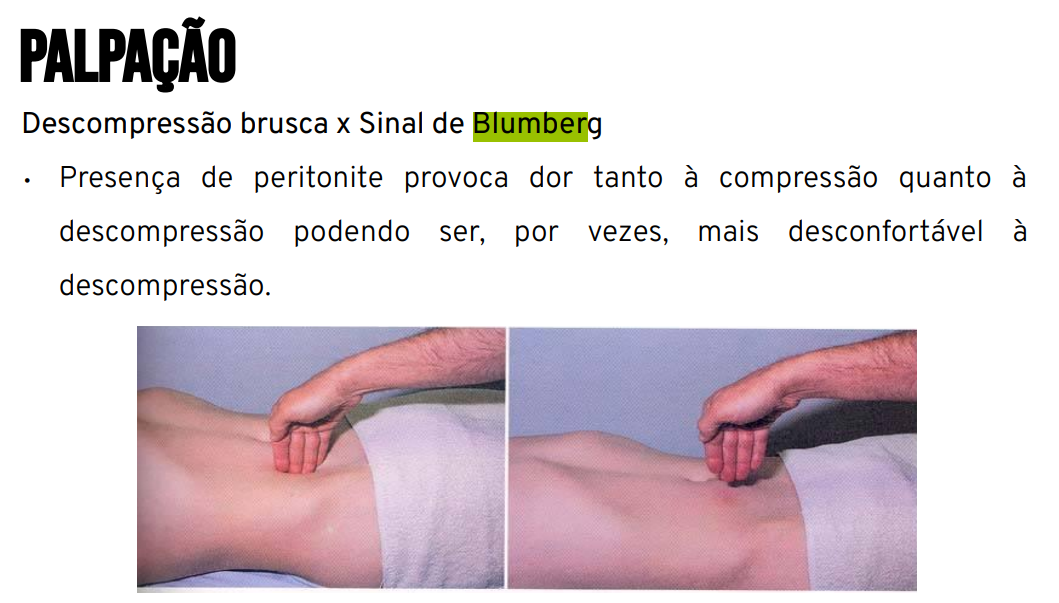 PALPAÇÃO
Descompressão brusca x Sinal de Blumberg
• Presença de peritonite provoca dor tanto à compressão quanto à
descompressão podendo ser, por vezes, mais desconfortável à
descompressão.